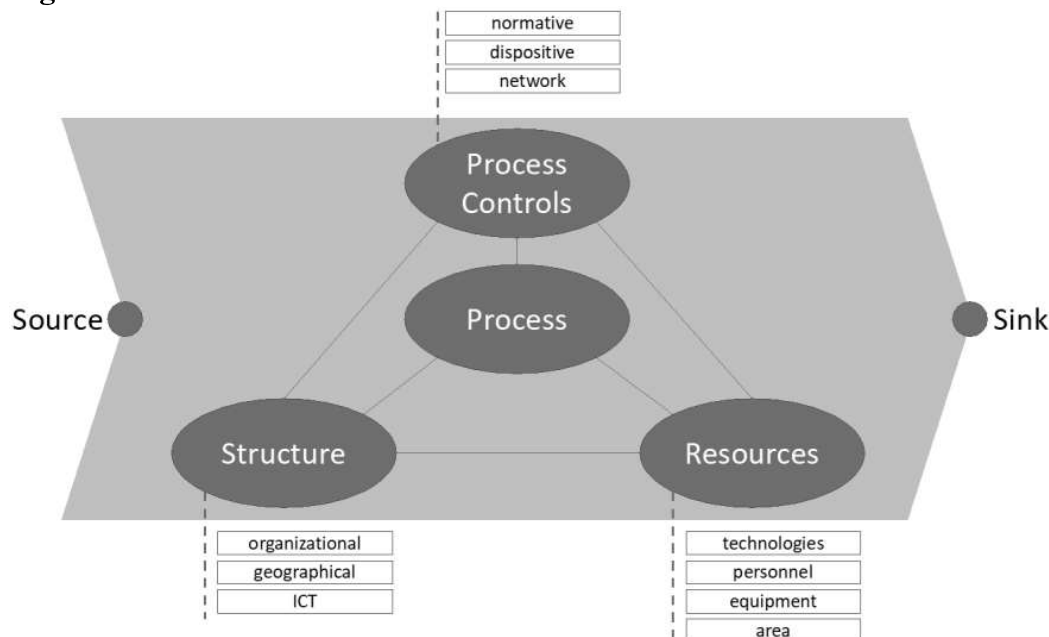 normative
dispositive
network
Process
Controls
Source
Process
Sink
Structure
Resources
organizational
geographical
ICT
technologies
personnel
equipment
area